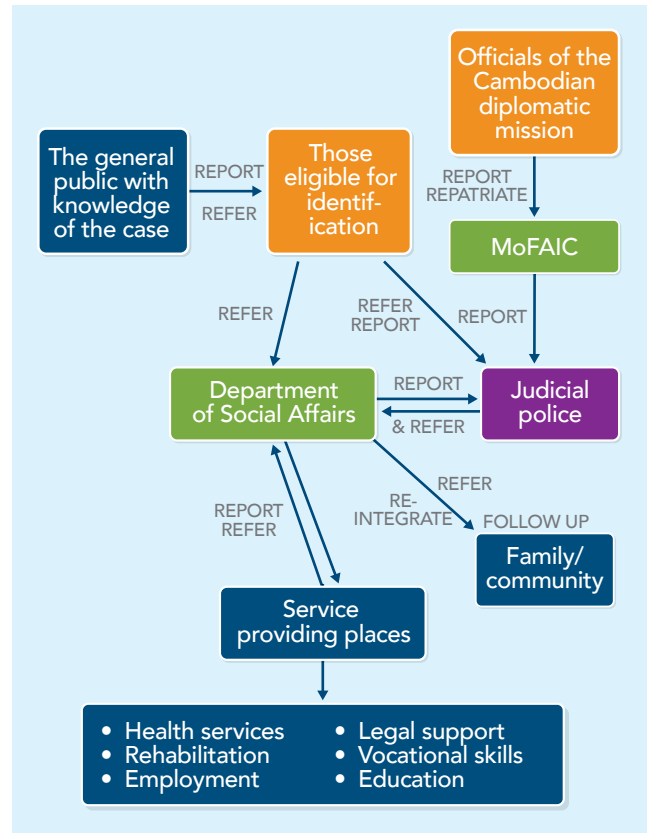 Officials of the
Cambodian
diplomatic
mission
The general
public with
knowledge
of the case
REPORT
REFER
Those
eligible for
identif-
ication
REPORT
REPATRIATE
MoFAIC
REFER
REFER
REPORT
REPORT
Department
of Social Affairs
REPORT
& REFER
Judicial
police
REPORT
REFER
RE-
INTEGRATE
REFER
FOLLOW UP
Family/
community
Service
providing places
• Health services
• Rehabilitation
• Employment
• Legal support
• Vocational skills
• Education